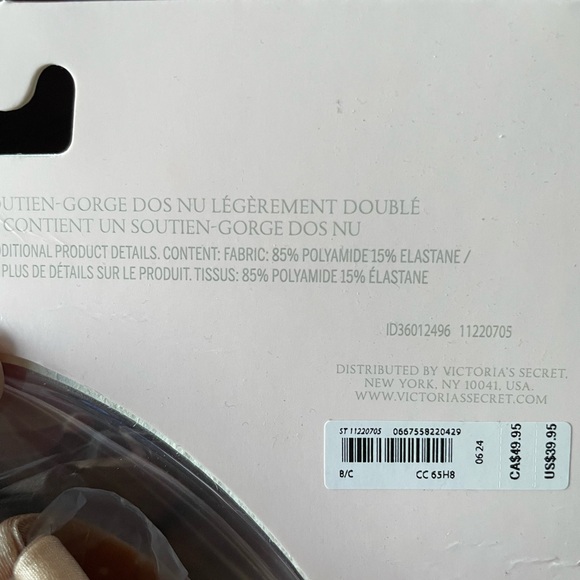 OUTIEN-GORGE DOS NU LÉGÈREMENT DOUBLÉ
CONTIENT UN SOUTIEN-GORGE DOS NU
DDITIONAL PRODUCT DETAILS. CONTENT: FABRIC: 85% POLYAMIDE 15% ELASTANE /
PLUS DE DÉTAILS SUR LE PRODUIT. TISSUS: 85% POLYAMIDE 15% ÉLASTANE
ID36012496 11220705
DISTRIBUTED BY VICTORIA'S SECRET,
NEW YORK, NY 10041, USA.
WWW.VICTORIASSECRET.COM
ST 11220705 0667558220429
B/C CC 65H8
06 24
CA$49.95
US$39.95